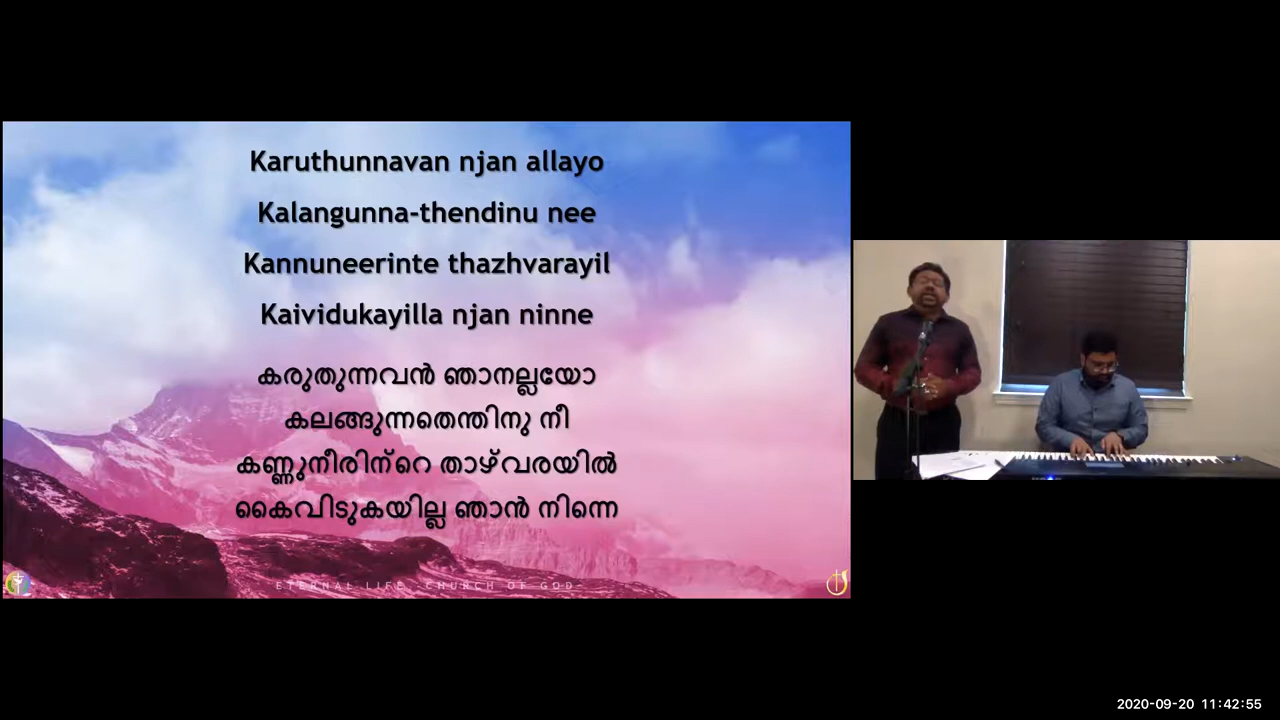 Karuthunnavan njan allayo
Kalangunna-thendinu nee
Kannuneerinte thazhvarayil
Kaividukayilla njan ninne
കരുതുന്നവൻ ഞാനല്ലയോ
കലങ്ങുന്നതെന്തിനു നീ
കണ്ണുനീരിന്റെ താഴ്വരയിൽ
കൈവിടുകയില്ല ഞാൻ നിന്നെ
ETERNAL LIFE CHURCH OF GOD
2020-09-20 11:42:55